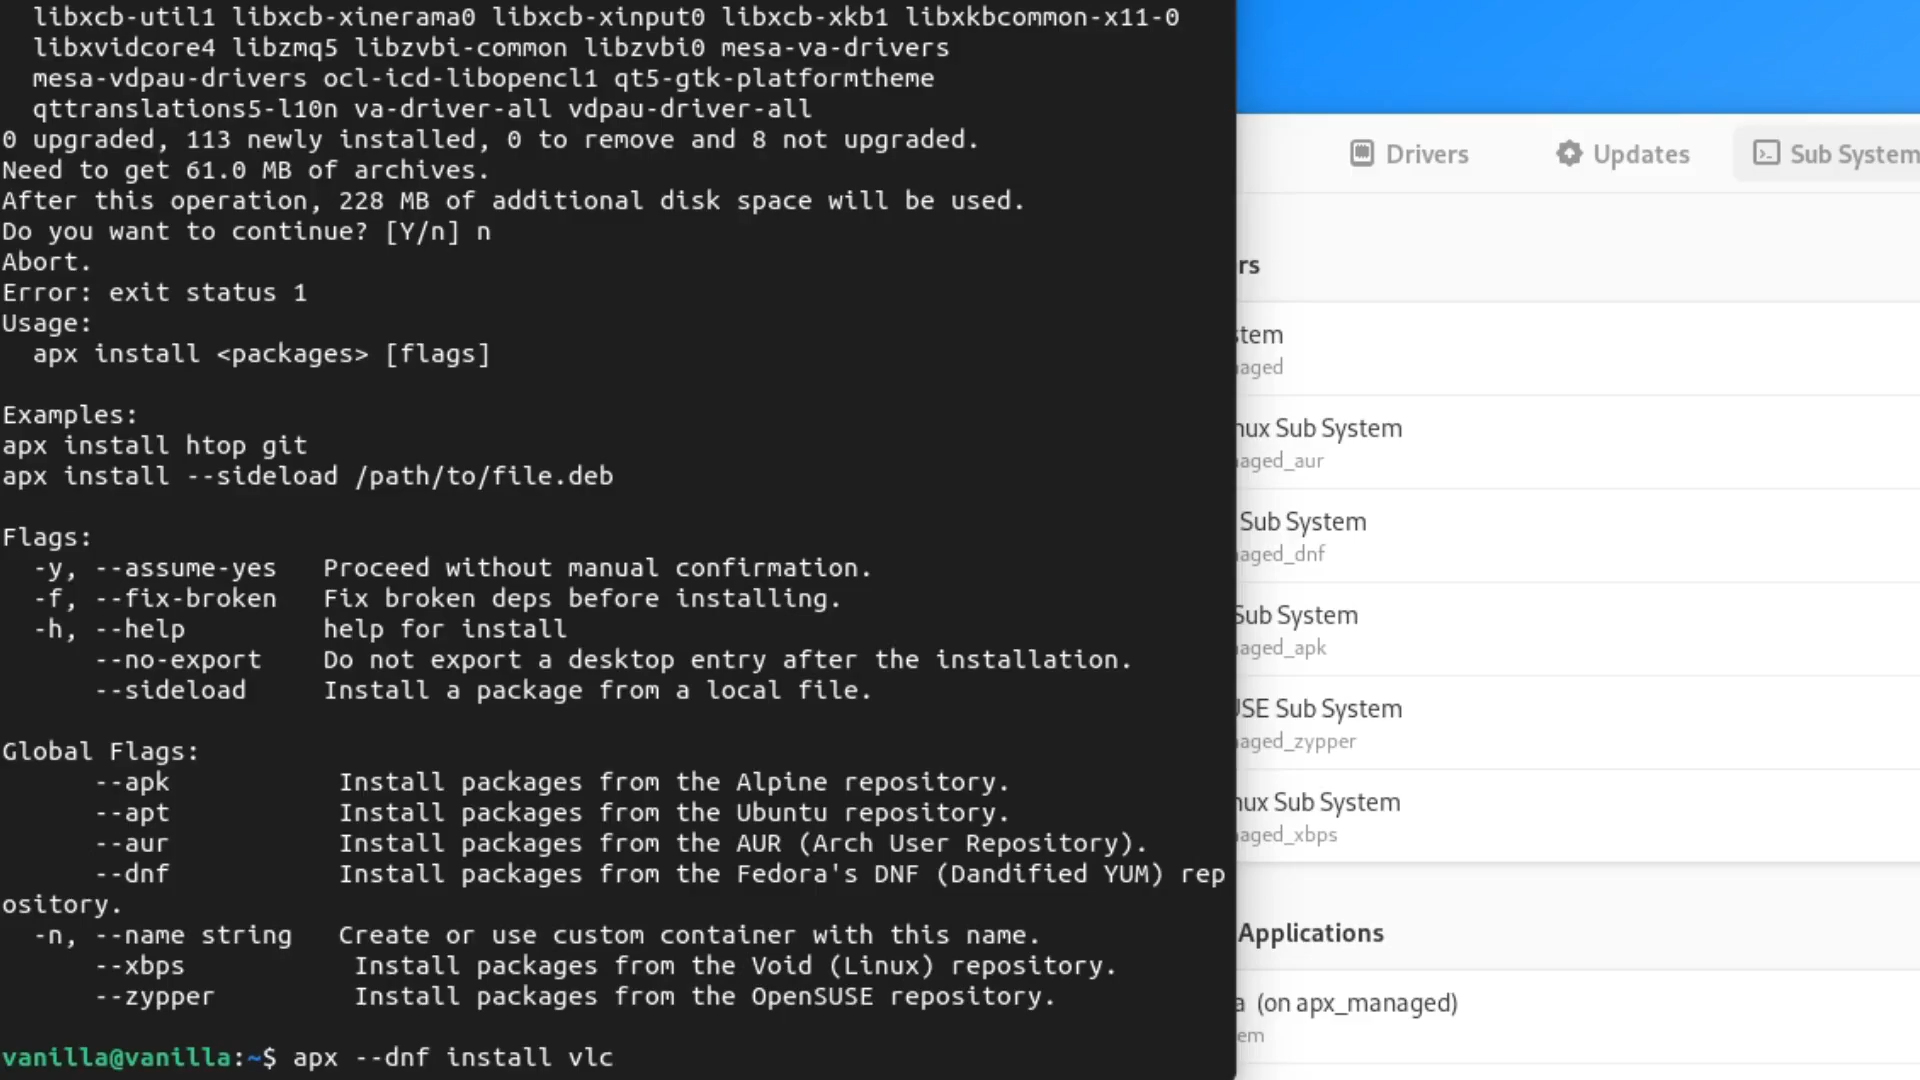 libxcb-util1 libxcb-xinerama0 libxcb-xinput0 libxcb-xkb1 libxkbcommon-x11-0
libxvidcore4 libzmq5 libzvbi-common libzvbi0 mesa-va-drivers
mesa-vdpau-drivers ocl-icd-libopencl1 qt5-gtk-platformtheme
qttranslations5-l10n va-driver-all vdpau-driver-all
0 upgraded, 113 newly installed, 0 to remove and 8 not upgraded.
Need to get 61.0 MB of archives.
After this operation, 228 MB of additional disk space will be used.
Do you want to continue? [Y/n] n
Abort.
Error: exit status 1
Usage:
apx install <packages> [flags]
Examples:
apx install htop git
apx install --sideload /path/to/file.deb
Flags:
-y, --assume-yes Proceed without manual confirmation.
-f, --fix-broken Fix broken deps before installing.
-h, --help help for install
--no-export Do not export a desktop entry after the installation.
--sideload Install a package from a local file.
Global Flags:
--apk Install packages from the Alpine repository.
--apt Install packages from the Ubuntu repository.
--aur Install packages from the AUR (Arch User Repository).
--dnf Install packages from the Fedora's DNF (Dandified YUM) rep
ository.
-n, --name string Create or use custom container with this name.
--xbps Install packages from the Void (Linux) repository.
--zypper Install packages from the OpenSUSE repository.
vanilla@vanilla:~$ apx --dnf install vlc
Drivers
Updates
Sub System
rs
stem
aged
nux Sub System
aged_aur
Sub System
aged_dnf
Sub System
aged_apk
USE Sub System
aged_zypper
nux Sub System
aged_xbps
Applications
a (on apx_managed)
em